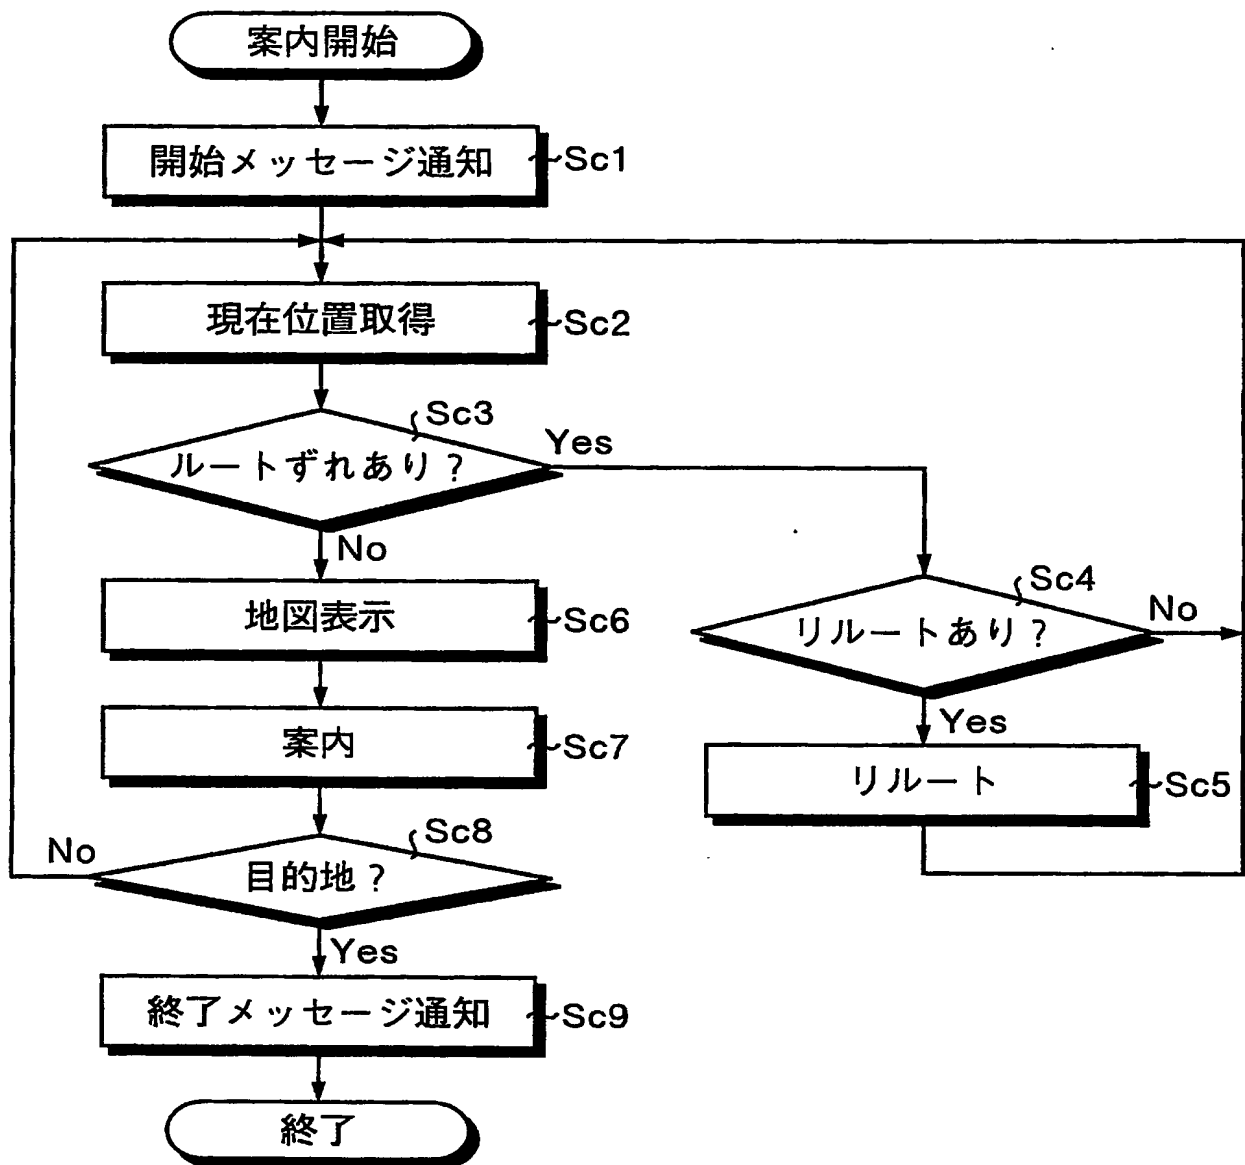 案内開始
開始メッセージ通知
Sc1
現在位置取得
Sc2
Sc3
ルートずれあり？
Yes
No
地図表示
Sc6
Sc4
リルートあり？
No
Yes
案内
Sc7
リルート
Sc5
Sc8
目的地？
No
Yes
終了メッセージ通知
Sc9
終了